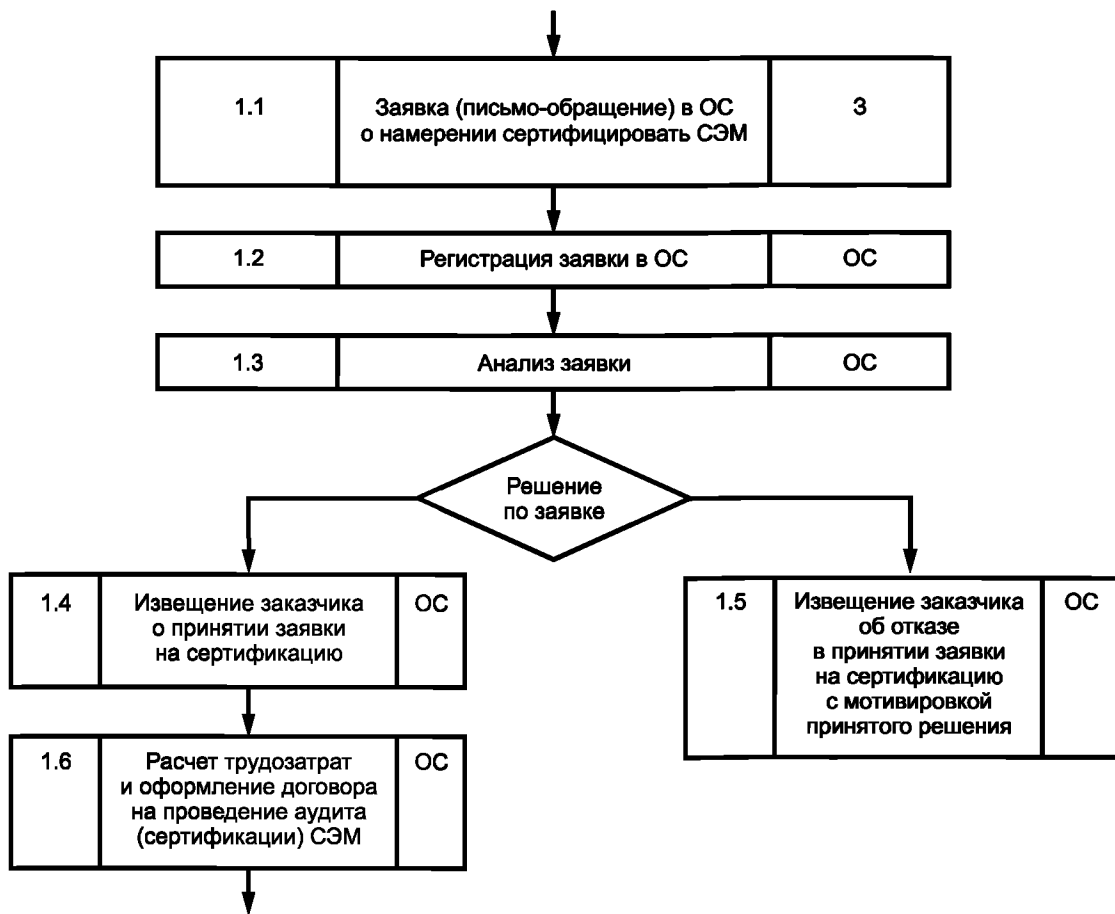 1.1
Заявка (письмо-обращение) в ОС
о намерении сертифицировать СЭМ
З
1.2
Регистрация заявки в ОС
ОС
1.3
Анализ заявки
ОС
Решение
по заявке
1.4
Извещение заказчика
о принятии заявки
на сертификацию
ОС
1.5
Извещение заказчика
об отказе
в принятии заявки
на сертификацию
с мотивировкой
принятого решения
ОС
1.6
Расчет трудозатрат
и оформление договора
на проведение аудита
(сертификации) СЭМ
ОС